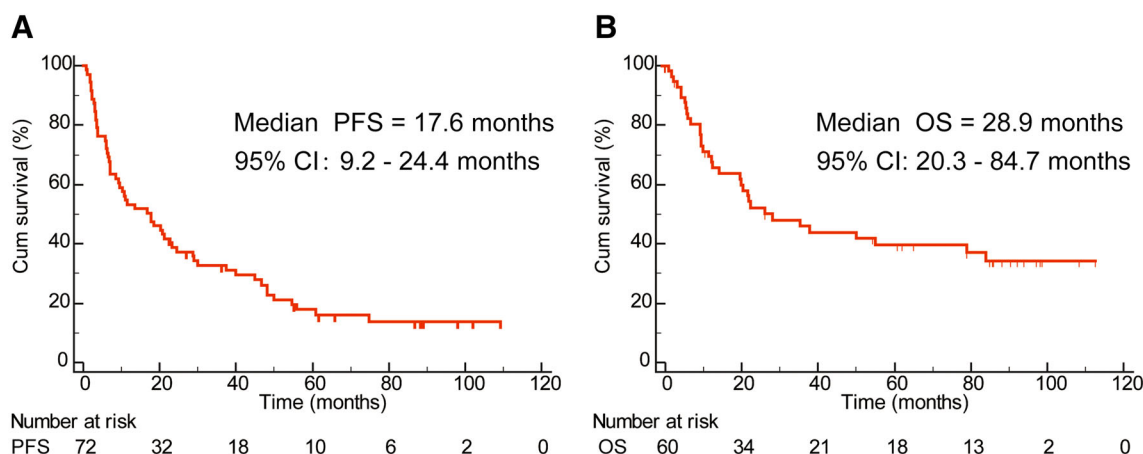 A
100
80
60
40
20
0
Cum survival (%)
Median PFS = 17.6 months
95% CI: 9.2 - 24.4 months
0 20 40 60 80 100 120
Time (months)
Number at risk
PFS 72 32 18 10 6 2 0
B
100
80
60
40
20
0
Cum survival (%)
Median OS = 28.9 months
95% CI: 20.3 - 84.7 months
0 20 40 60 80 100 120
Time (months)
Number at risk
OS 60 34 21 18 13 2 0